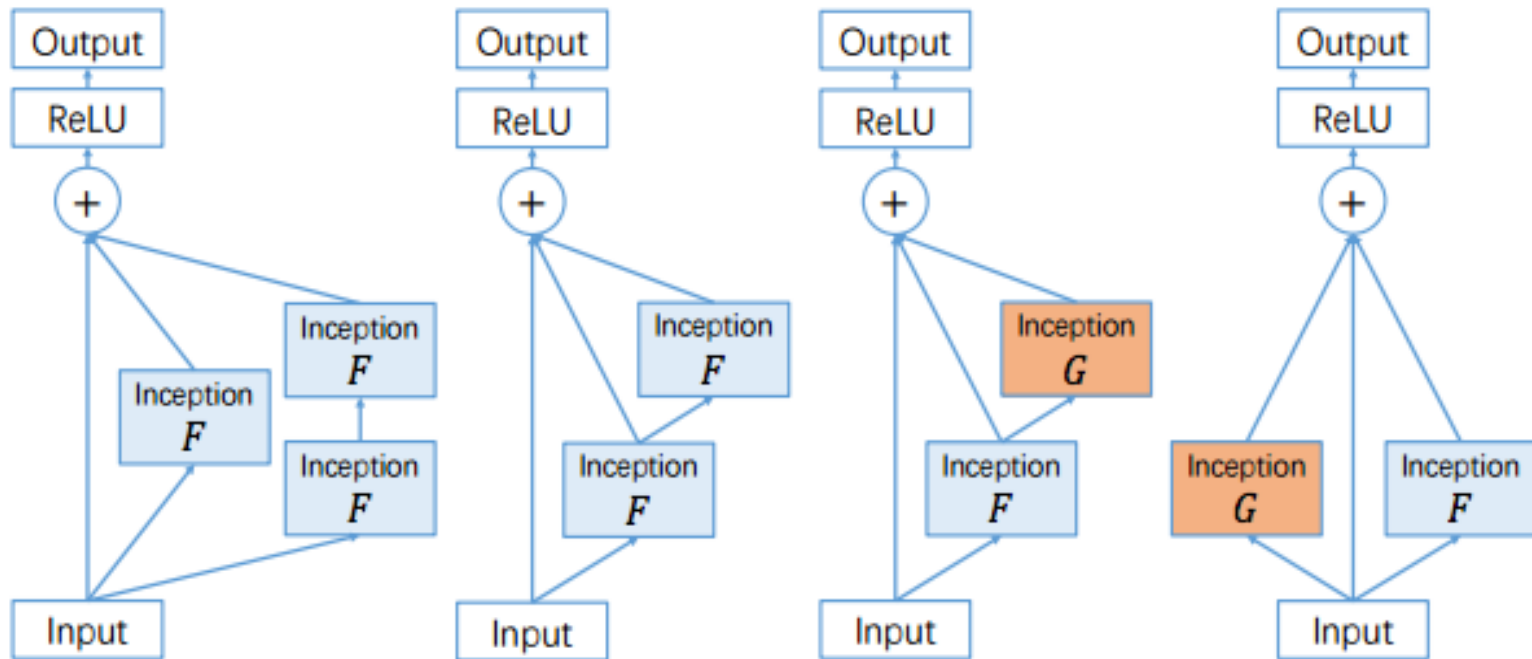 Output
Output
Output
Output
ReLU
ReLU
ReLU
ReLU
+
+
+
+
Inception
F
Inception
F
Inception
G
Inception
F
Inception
F
Inception
F
Inception
F
Inception
G
Inception
F
Input
Input
Input
Input